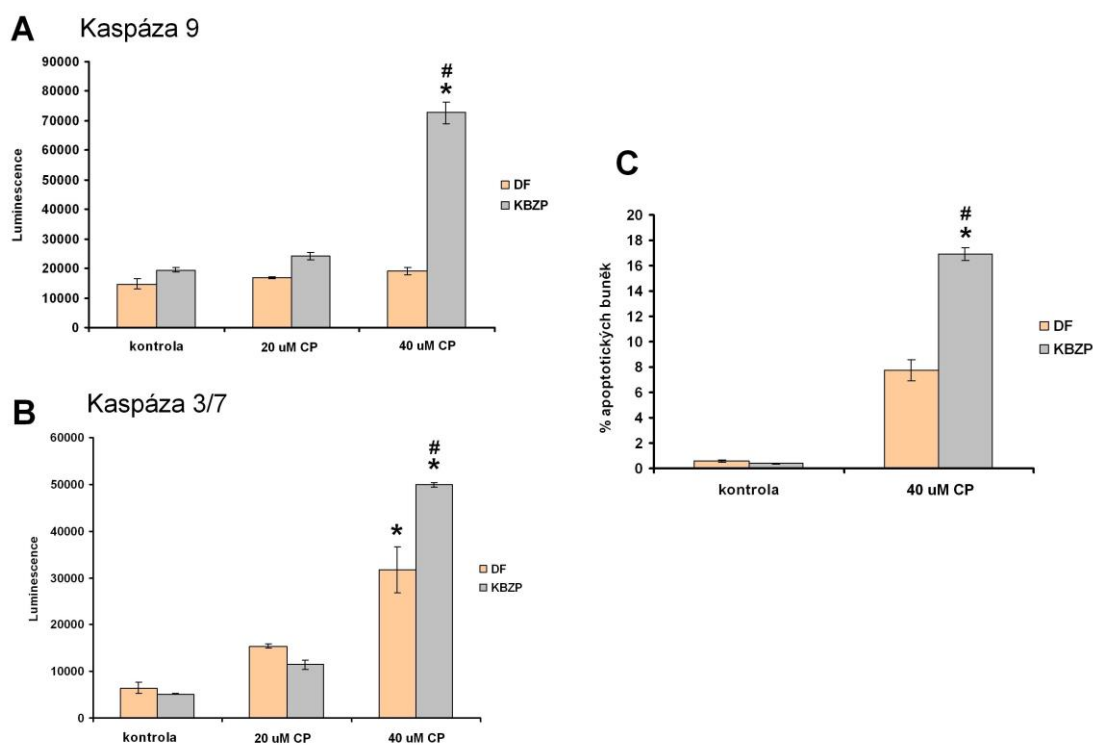 A Kaspáza 9
90000
80000
70000
60000
50000
40000
30000
20000
10000
0
Luminescence
#
*
kontrola 20 uM CP 40 uM CP
DF
KBZP
B Kaspáza 3/7
60000
50000
40000
30000
20000
10000
0
Luminescence
*
#
*
kontrola 20 uM CP 40 uM CP
DF
KBZP
C
20
18
16
14
12
10
8
6
4
2
0
% apoptotických buněk
#
*
kontrola 40 uM CP
DF
KBZP